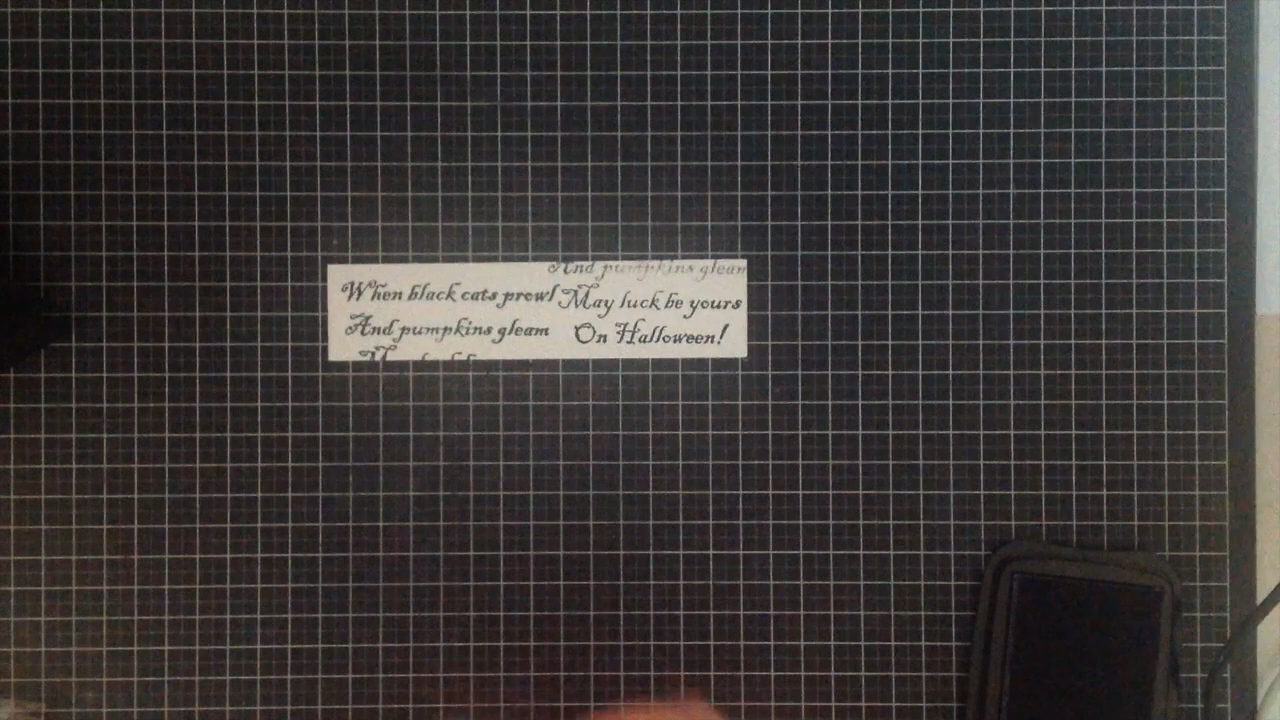 When black cats prowl
And pumpkins gleam
And pumpkins gleam
May luck be yours
On Halloween!